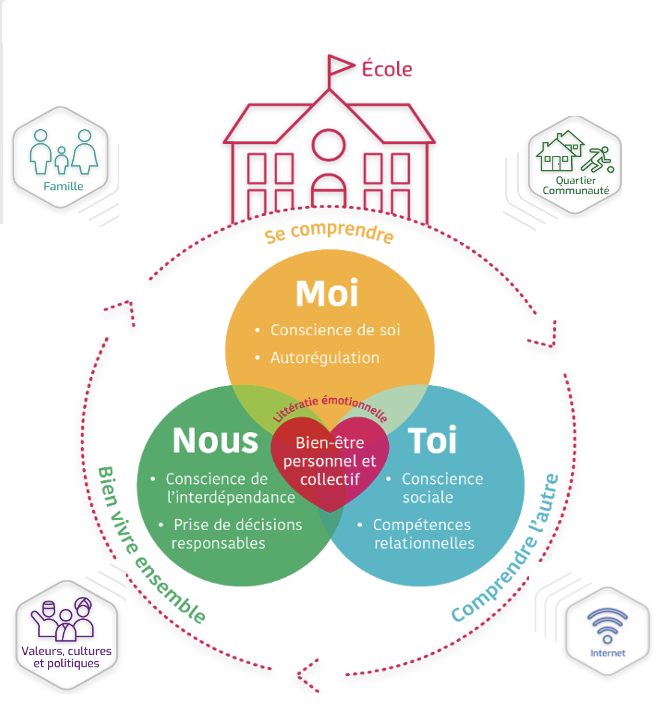 École
Famille
Quartier
Communauté
Se comprendre
Moi
• Conscience de soi
• Autorégulation
Littératie émotionnelle
Bien-être
personnel et
collectif
Nous
• Conscience de
l'interdépendance
• Prise de décisions
responsables
Toi
• Conscience
sociale
• Compétences
relationnelles
Bien vivre ensemble
Comprendre l'autre
Valeurs, cultures
et politiques
Internet